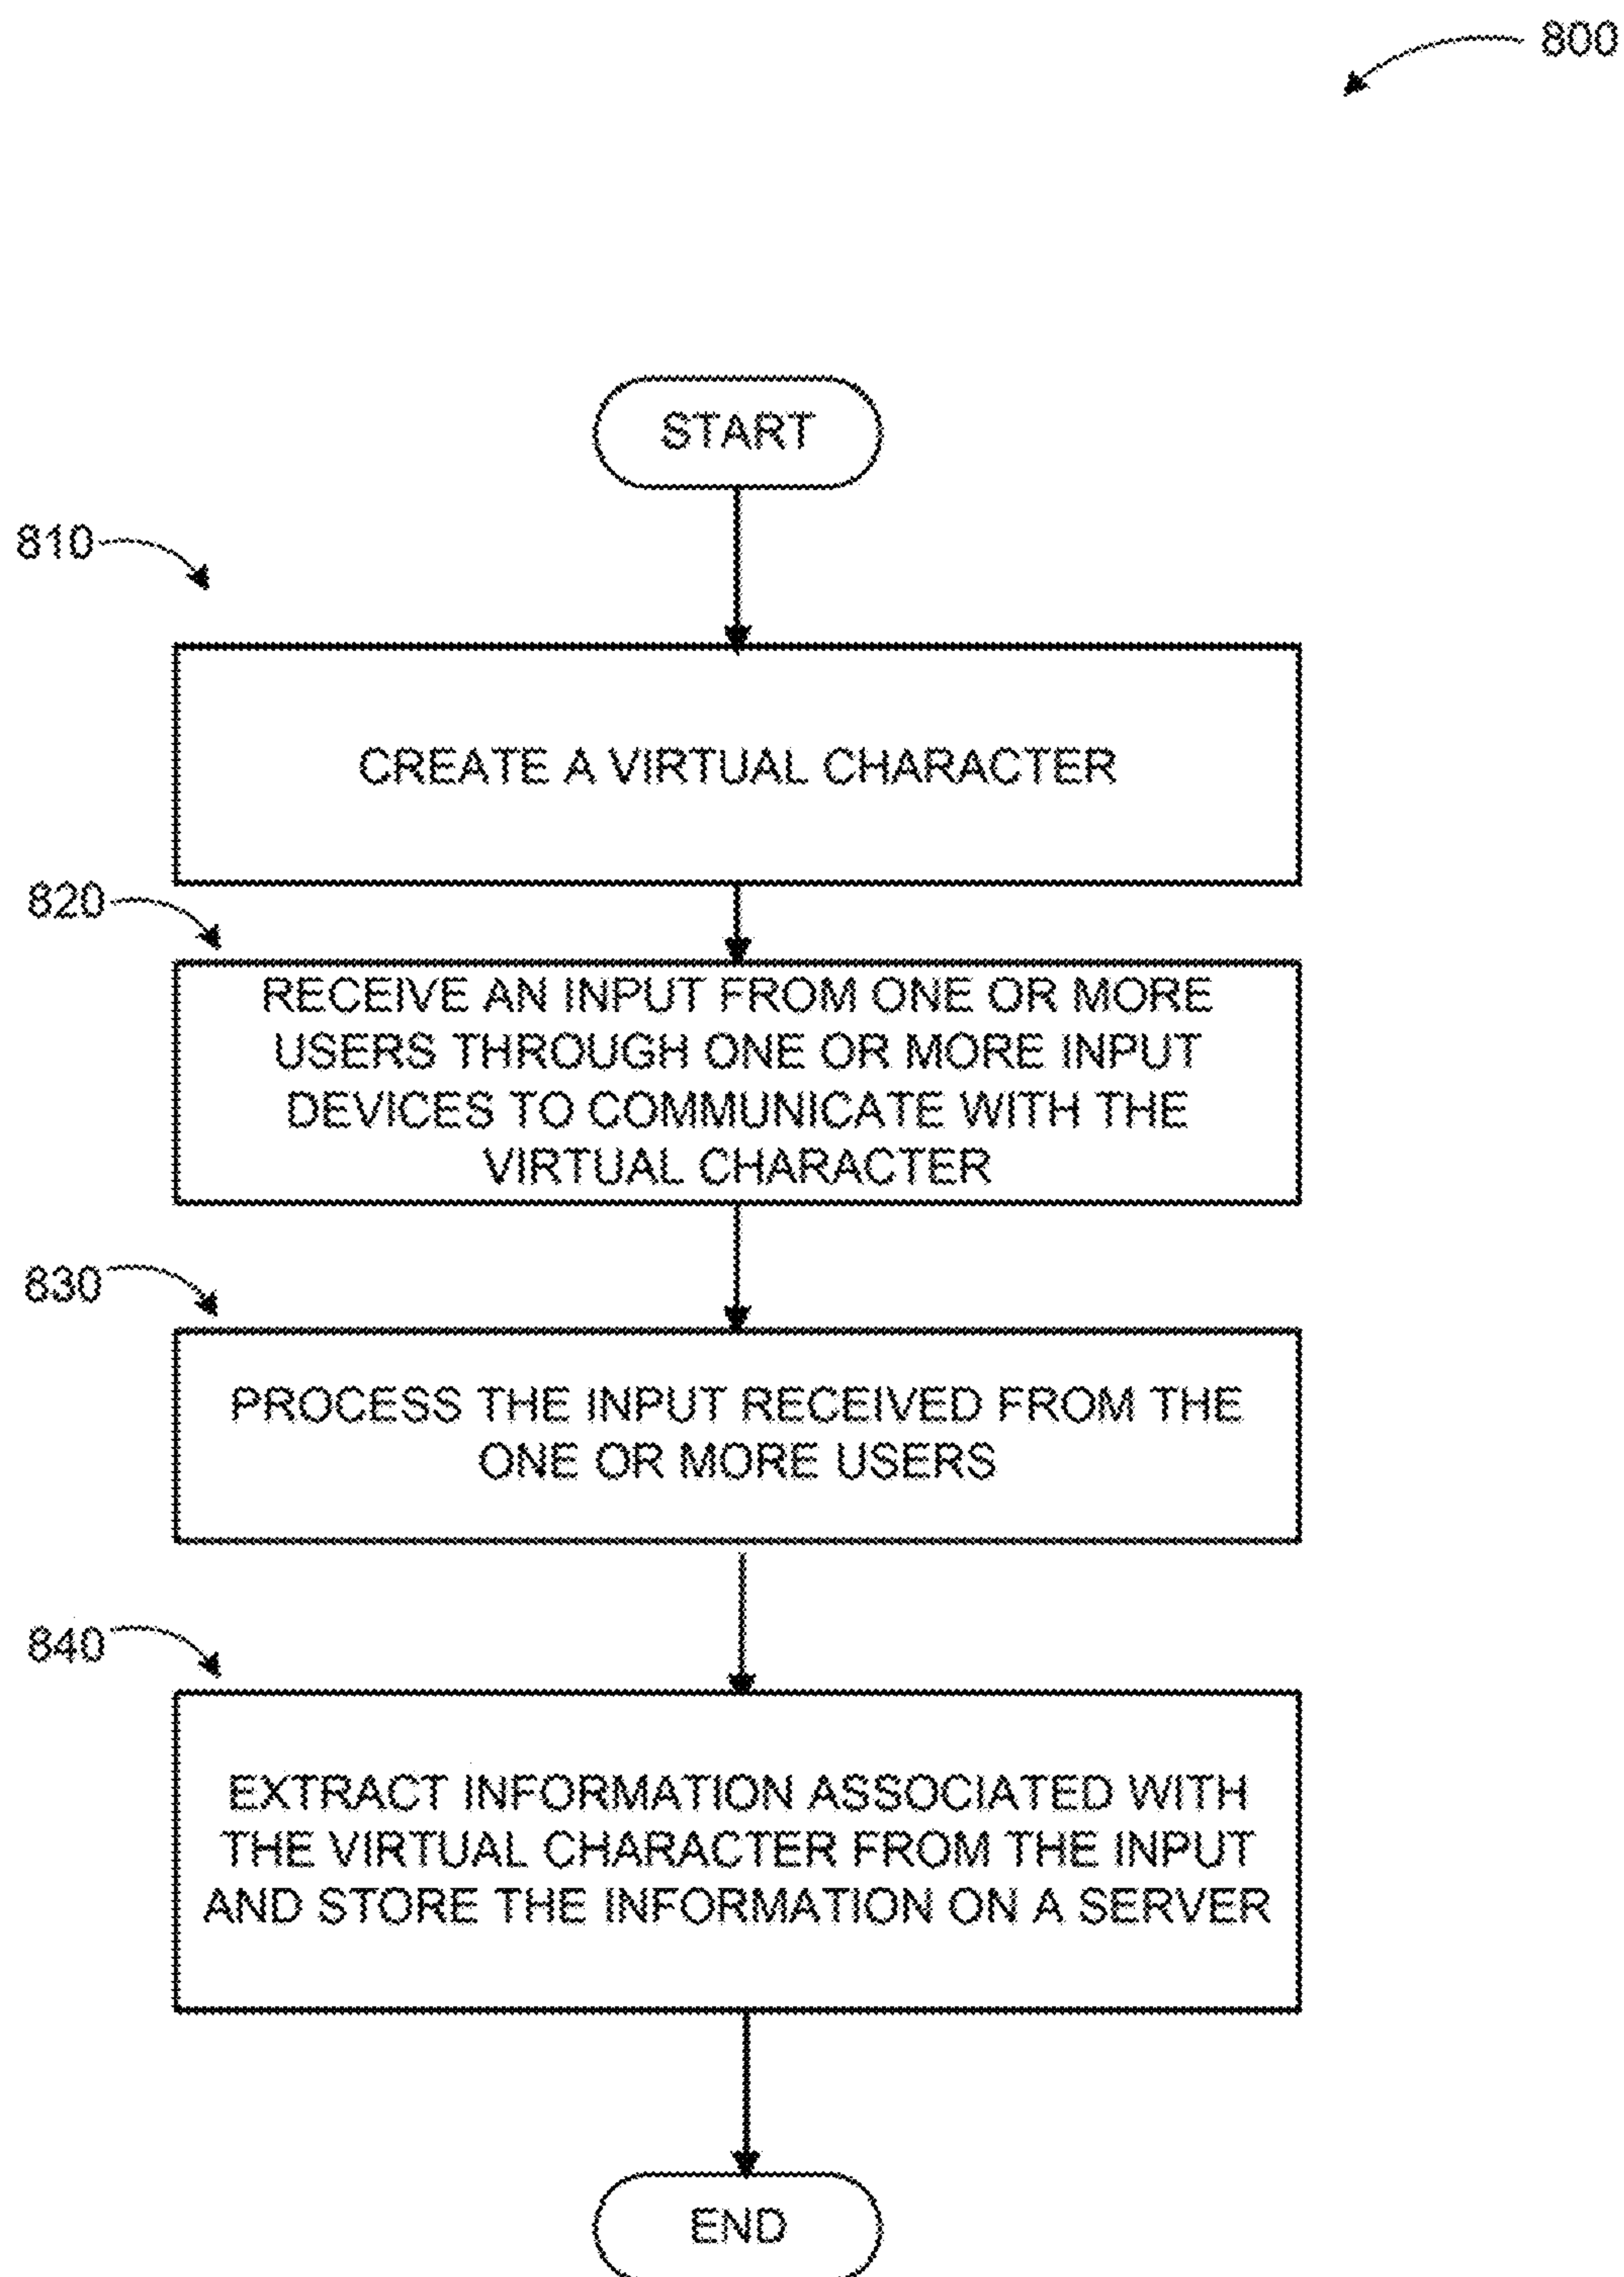 800
START
810
CREATE A VIRTUAL CHARACTER
820
RECEIVE AN INPUT FROM ONE OR MORE
USERS THROUGH ONE OR MORE INPUT
DEVICES TO COMMUNICATE WITH THE
VIRTUAL CHARACTER
830
PROCESS THE INPUT RECEIVED FROM THE
ONE OR MORE USERS
840
EXTRACT INFORMATION ASSOCIATED WITH
THE VIRTUAL CHARACTER FROM THE INPUT
AND STORE THE INFORMATION ON A SERVER
END